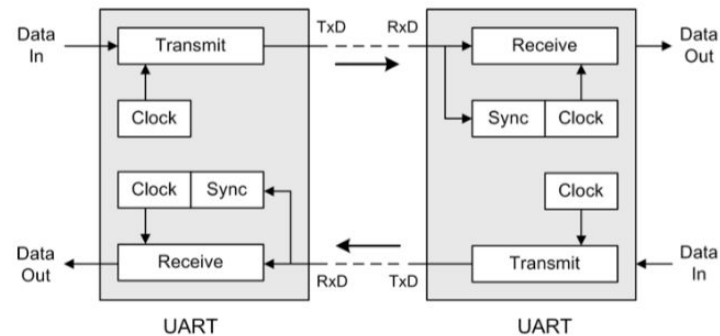 Data
In
Transmit
TxD
RxD
Receive
Data
Out
Clock
Sync
Clock
Clock
Sync
Clock
Data
Out
Receive
RxD
TxD
Transmit
Data
In
UART
UART